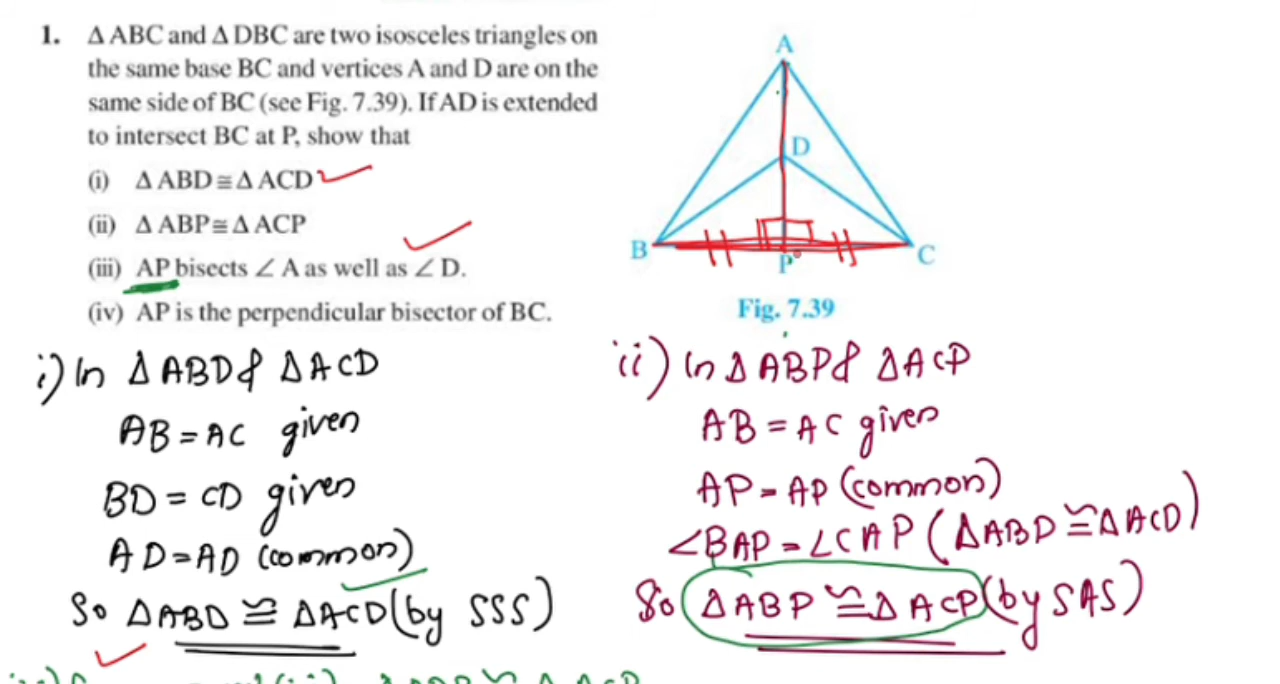 1. Δ ABC and Δ DBC are two isosceles triangles on
the same base BC and vertices A and D are on the
same side of BC (see Fig. 7.39). If AD is extended
to intersect BC at P, show that
(i) Δ ABD ≅ Δ ACD
(ii) Δ ABP ≅ Δ ACP
(iii) AP bisects ∠ A as well as ∠ D.
(iv) AP is the perpendicular bisector of BC.
A
D
B
P
C
Fig. 7.39
i) In Δ ABD & Δ ACD
AB = AC given
BD = CD given
AD = AD (common)
So Δ ABD ≅ Δ ACD (by SSS)
ii) In Δ ABP & Δ ACP
AB = AC given
AP = AP (common)
∠BAP = ∠CAP (Δ ABD ≅ Δ ACD)
So Δ ABP ≅ Δ ACP (by SAS)